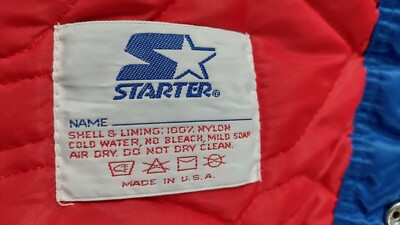 STARTER®
NAME
SHELL & LINING: 100% NYLON
COLD WATER, NO BLEACH, MILD SOAP
AIR DRY. DO NOT DRY CLEAN.
MADE IN U.S.A.